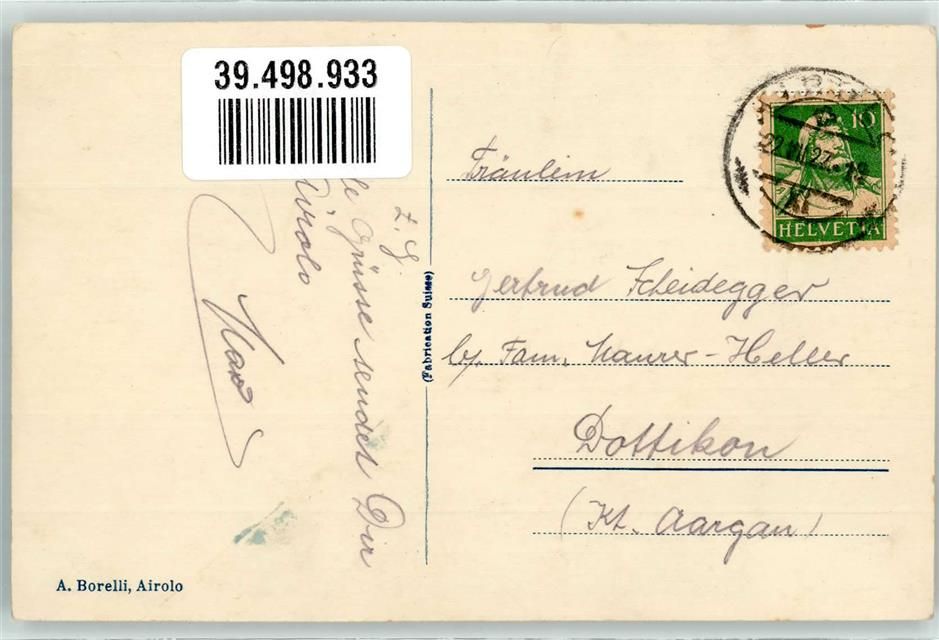 39.498.933
Z. G.
Grüsse sendet Dir
Airolo
(Fabrication Suisse)
A. Borelli, Airolo
10
HELVETIA
Fräulein
Gertrud Scheidegger
by. Fam. Maurer-Heller
Dottikon
(Kt. Aargau)